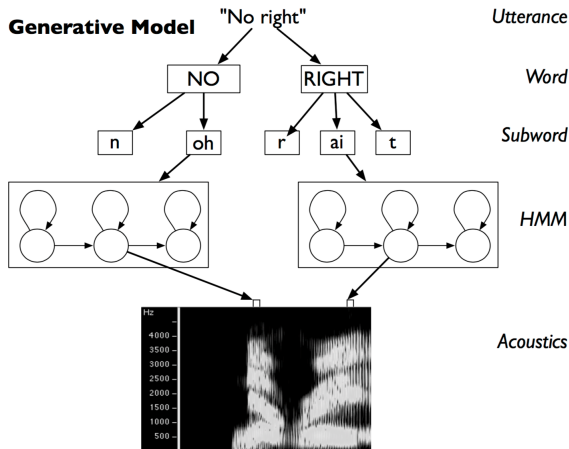 Generative Model
"No right"
Utterance
NO
RIGHT
Word
n
oh
r
ai
t
Subword
HMM
Hz
4000
3500
3000
2500
2000
1500
1000
500
Acoustics